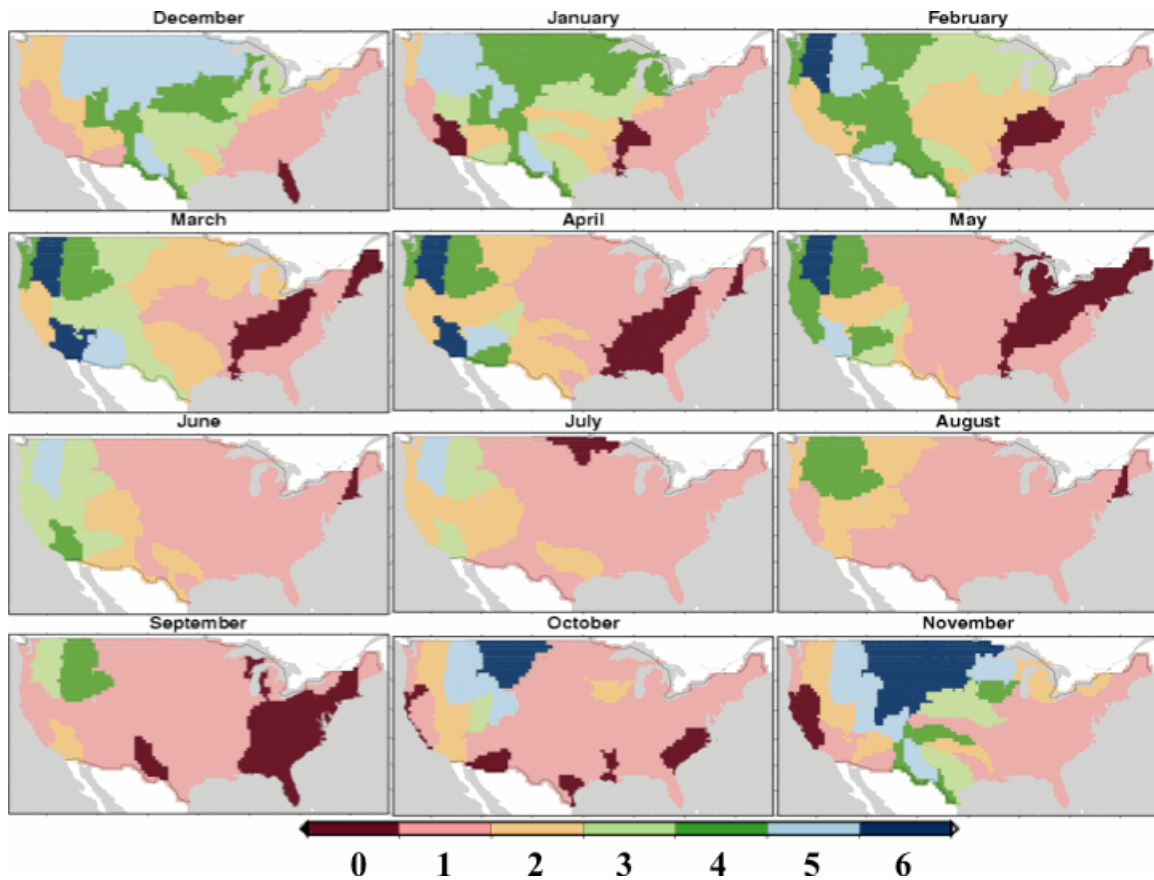 December January February
March April May
June July August
September October November
0 1 2 3 4 5 6